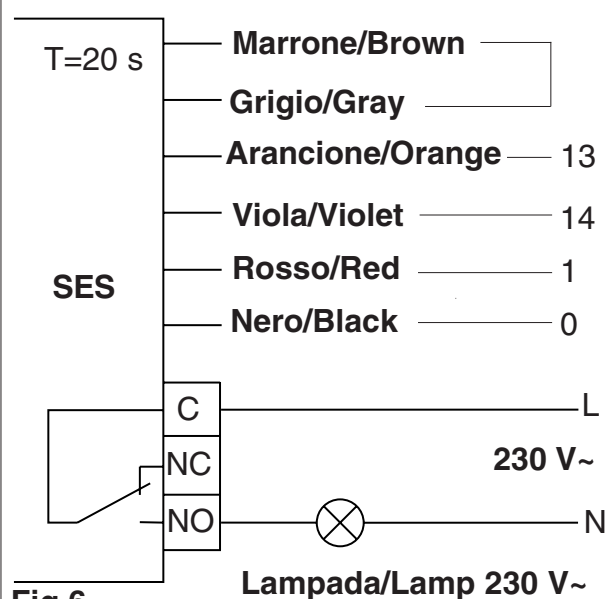 T=20 s
Marrone/Brown
Grigio/Gray
Arancione/Orange 13
Viola/Violet 14
SES
Rosso/Red 1
Nero/Black 0
C L
NC 230 V~
NO N
Lampada/Lamp 230 V~
Fig 6